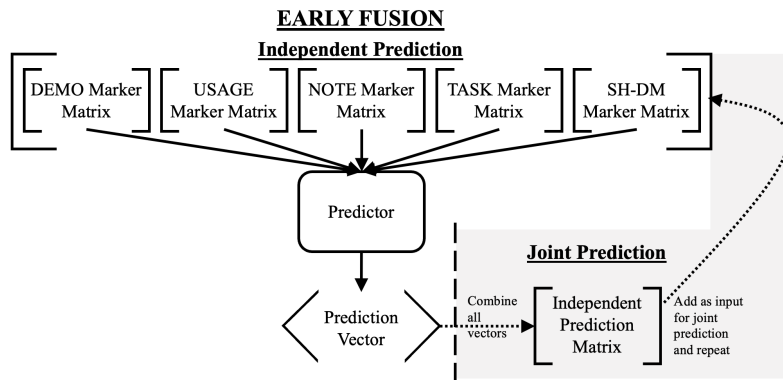 EARLY FUSION
Independent Prediction
DEMO Marker
Matrix
USAGE
Marker Matrix
NOTE Marker
Matrix
TASK Marker
Matrix
SH-DM
Marker Matrix
Predictor
Joint Prediction
Prediction
Vector
Combine
all
vectors
Independent
Prediction
Matrix
Add as input
for joint
prediction
and repeat